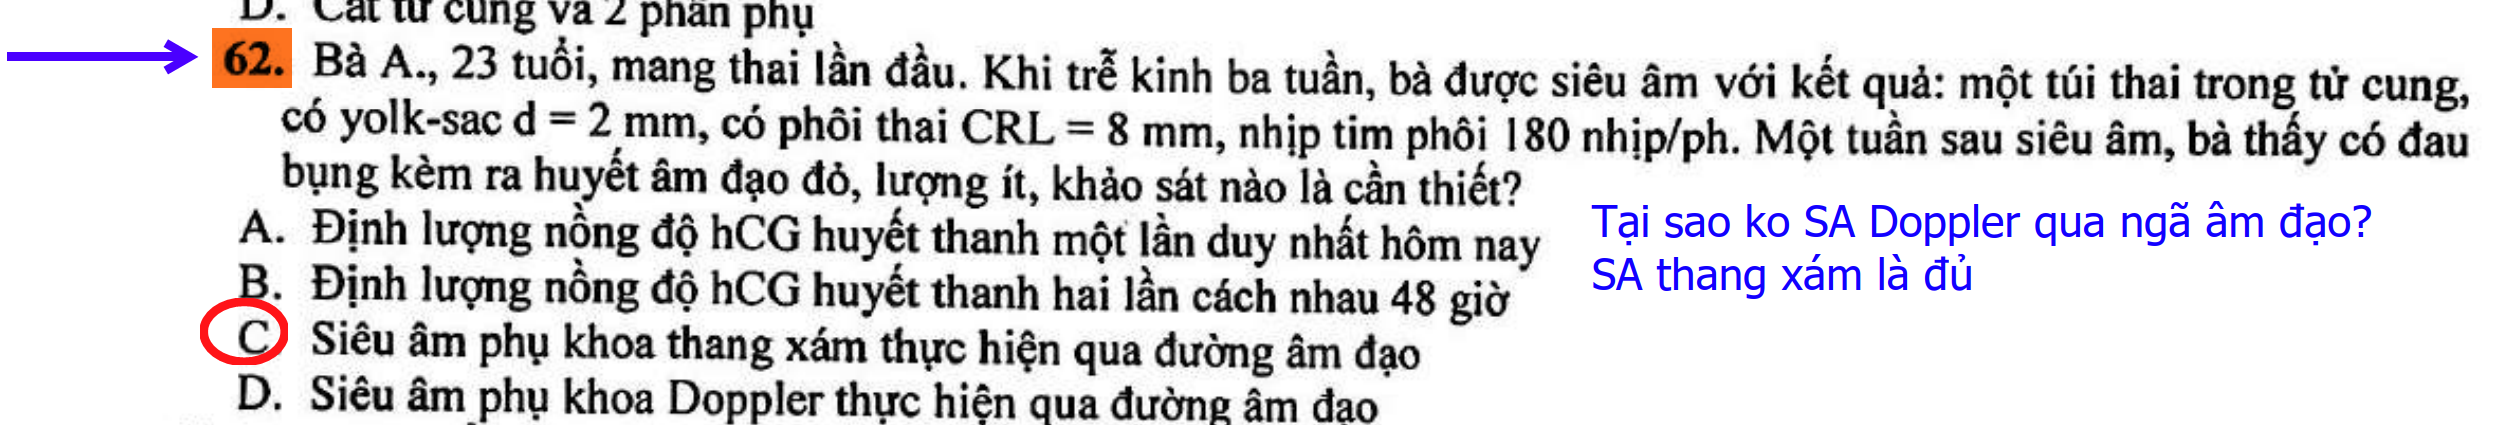 D. Cắt tử cung và 2 phần phụ
62. Bà A., 23 tuổi, mang thai lần đầu. Khi trễ kinh ba tuần, bà được siêu âm với kết quả: một túi thai trong tử cung,
có yolk-sac d = 2 mm, có phôi thai CRL = 8 mm, nhịp tim phôi 180 nhịp/ph. Một tuần sau siêu âm, bà thấy có đau
bụng kèm ra huyết âm đạo đỏ, lượng ít, khảo sát nào là cần thiết?
A. Định lượng nồng độ hCG huyết thanh một lần duy nhất hôm nay
Tại sao ko SA Doppler qua ngã âm đạo?
SA thang xám là đủ
B. Định lượng nồng độ hCG huyết thanh hai lần cách nhau 48 giờ
C Siêu âm phụ khoa thang xám thực hiện qua đường âm đạo
D. Siêu âm phụ khoa Doppler thực hiện qua đường âm đạo